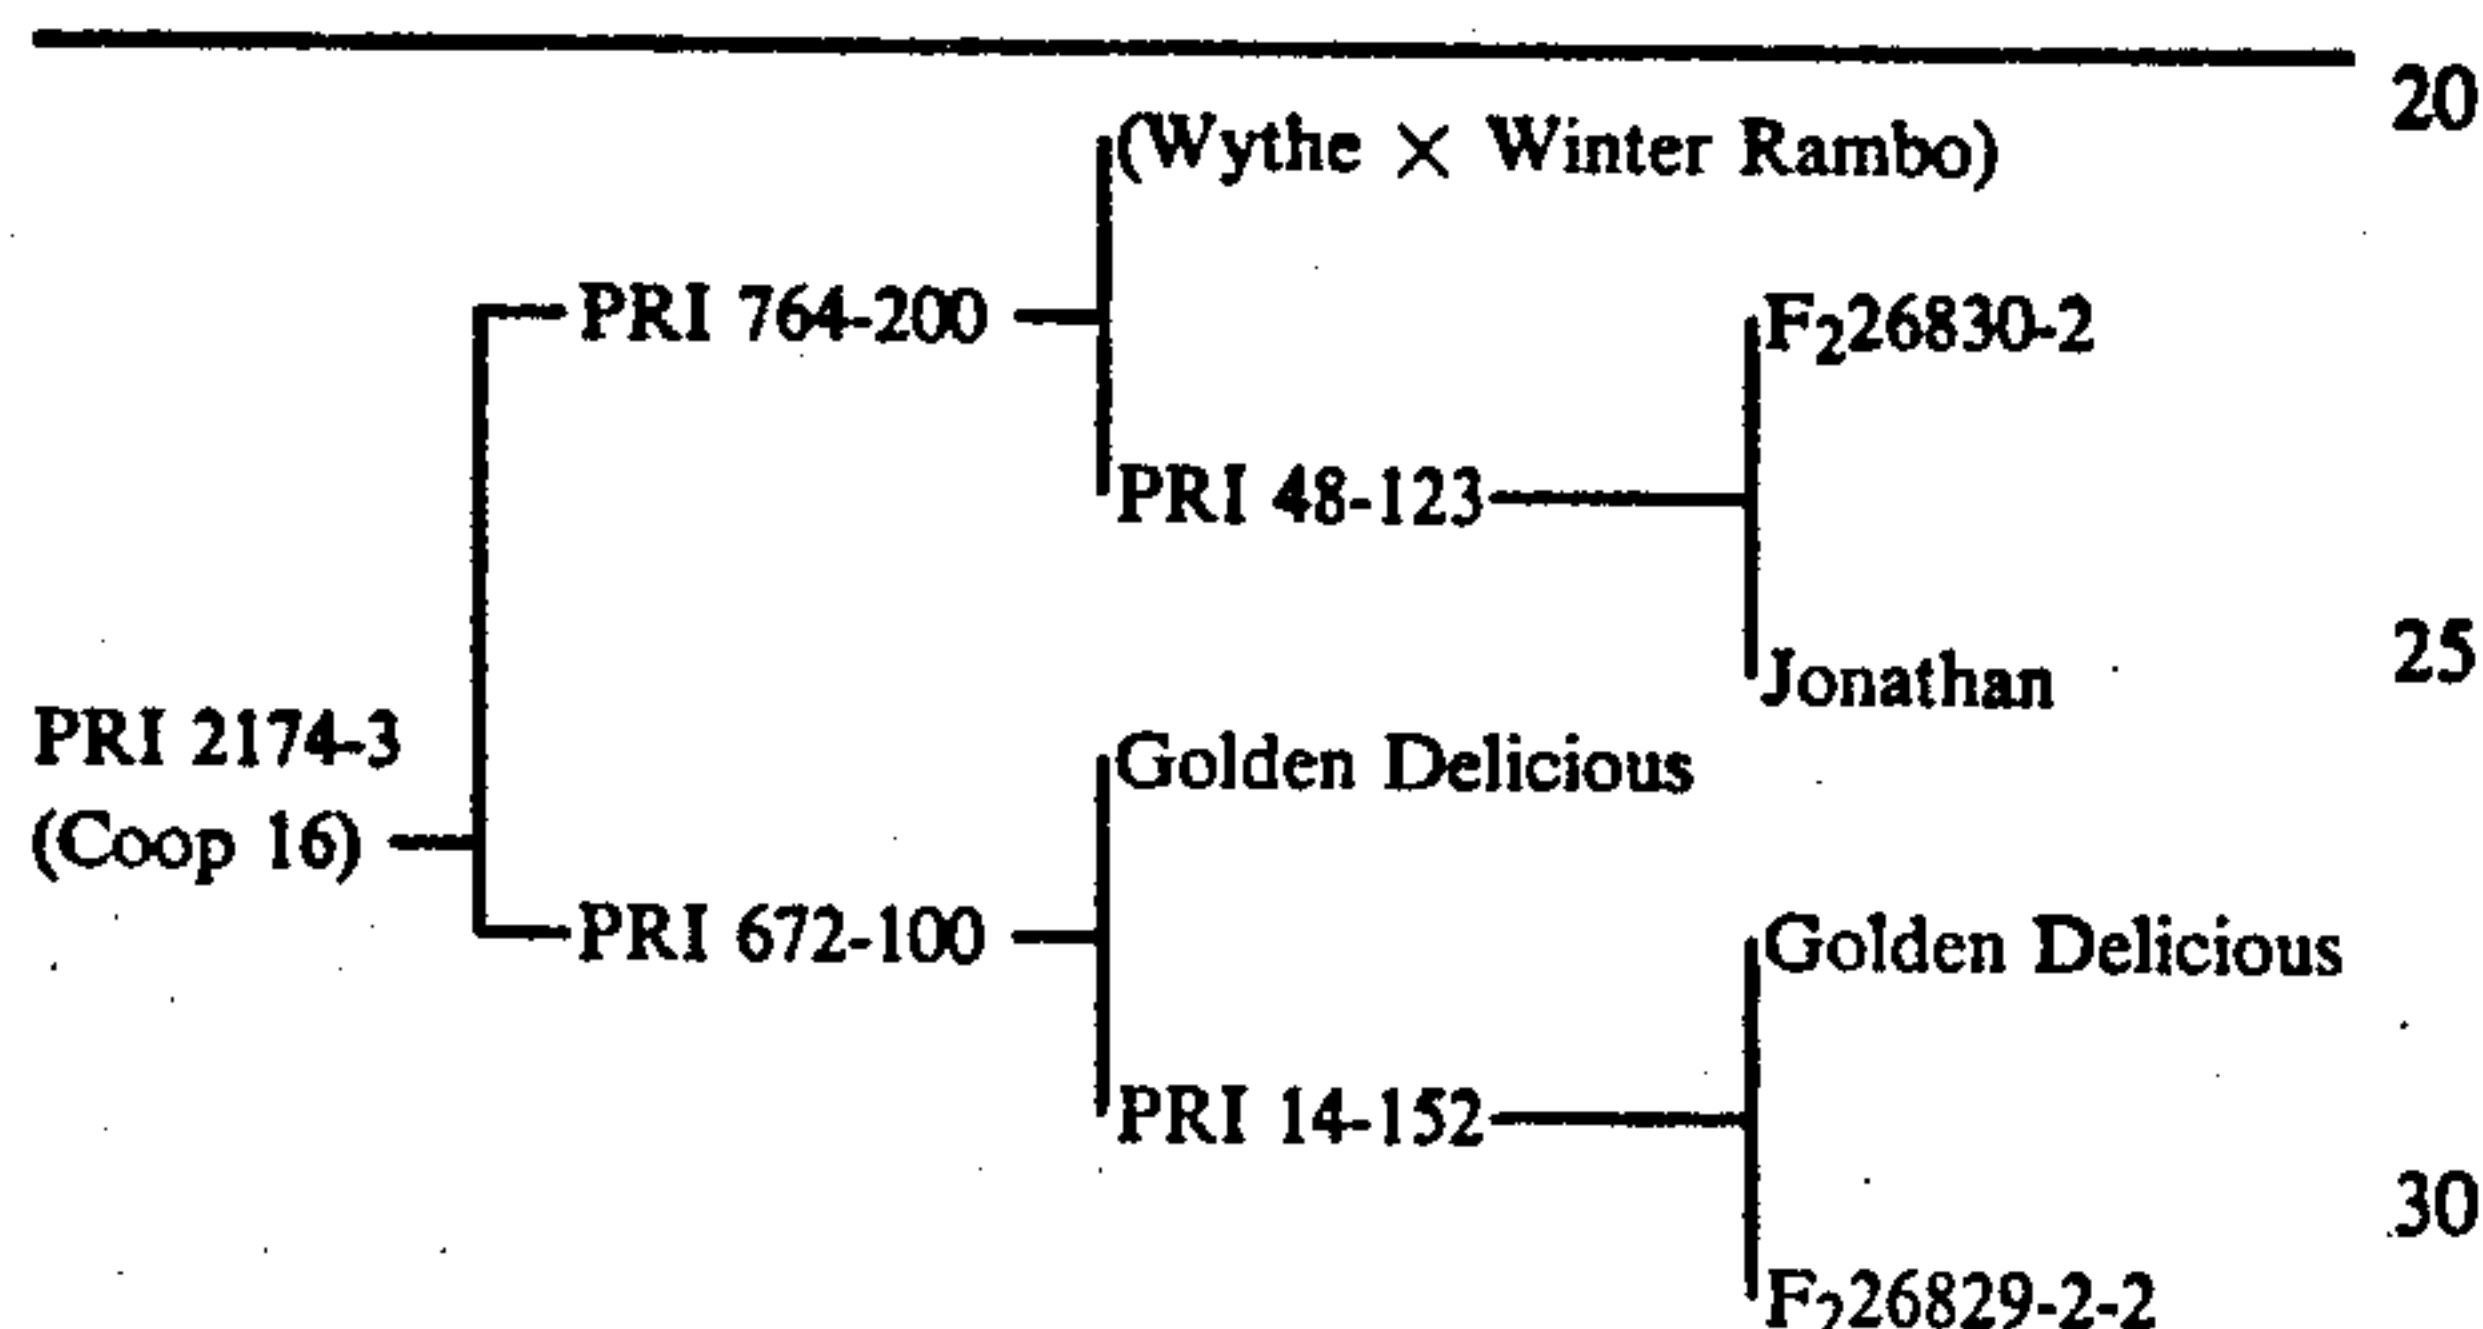 20
(Wythe × Winter Rambo)
PRI 764-200
F₂26830-2
PRI 48-123
Jonathan
25
PRI 2174-3
(Coop 16)
Golden Delicious
PRI 672-100
Golden Delicious
PRI 14-152
30
F₂26829-2-2